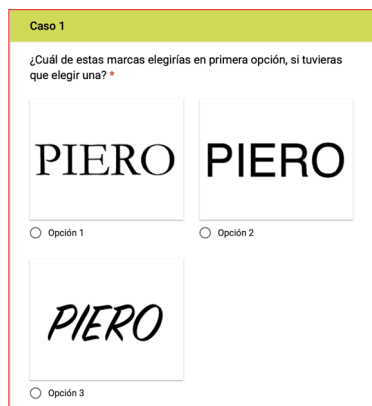 Caso 1
¿Cuál de estas marcas elegirías en primera opción, si tuvieras
que elegir una? *
PIERO PIERO
Opción 1 Opción 2
PIERO
Opción 3